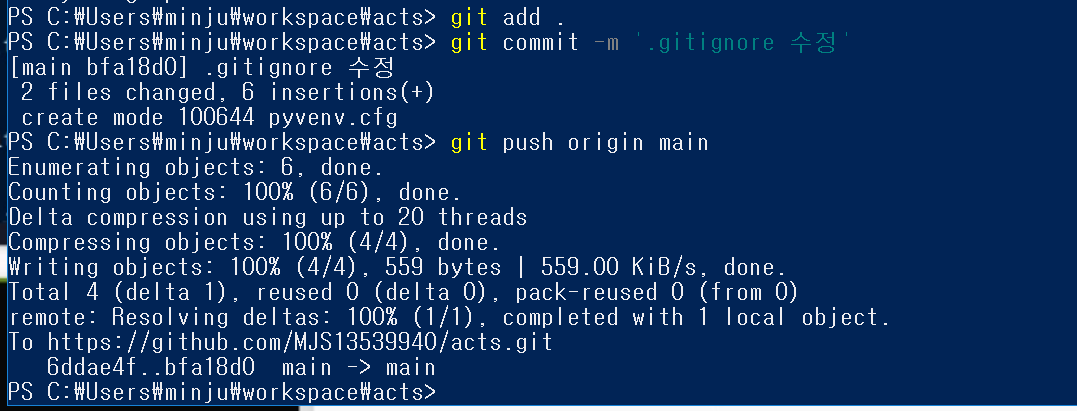 PS C:₩Users₩minju₩workspace₩acts> git add .
PS C:₩Users₩minju₩workspace₩acts> git commit -m '.gitignore 수정'
[main bfa18d0] .gitignore 수정
 2 files changed, 6 insertions(+)
 create mode 100644 pyvenv.cfg
PS C:₩Users₩minju₩workspace₩acts> git push origin main
Enumerating objects: 6, done.
Counting objects: 100% (6/6), done.
Delta compression using up to 20 threads
Compressing objects: 100% (4/4), done.
Writing objects: 100% (4/4), 559 bytes | 559.00 KiB/s, done.
Total 4 (delta 1), reused 0 (delta 0), pack-reused 0 (from 0)
remote: Resolving deltas: 100% (1/1), completed with 1 local object.
To https://github.com/MJS13539940/acts.git
   6ddae4f..bfa18d0  main -> main
PS C:₩Users₩minju₩workspace₩acts>